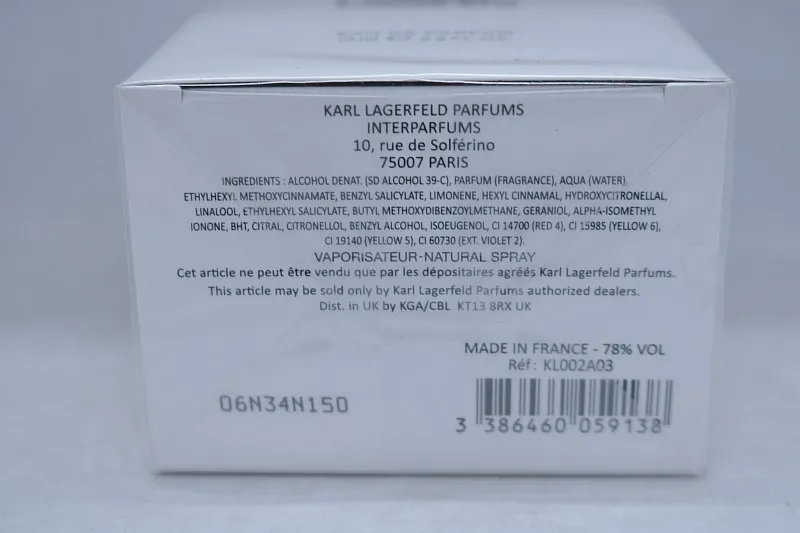 KARL LAGERFELD PARFUMS
INTERPARFUMS
10, rue de Solférino
75007 PARIS
INGREDIENTS : ALCOHOL DENAT. (SD ALCOHOL 39-C), PARFUM (FRAGRANCE), AQUA (WATER),
ETHYLHEXYL METHOXYCINNAMATE, BENZYL SALICYLATE, LIMONENE, HEXYL CINNAMAL, HYDROXYCITRONELLAL,
LINALOOL, ETHYLHEXYL SALICYLATE, BUTYL METHOXYDIBENZOYLMETHANE, GERANIOL, ALPHA-ISOMETHYL
IONONE, BHT, CITRAL, CITRONELLOL, BENZYL ALCOHOL, ISOEUGENOL, CI 14700 (RED 4), CI 15985 (YELLOW 6),
CI 19140 (YELLOW 5), CI 60730 (EXT. VIOLET 2).
VAPORISATEUR-NATURAL SPRAY
Cet article ne peut être vendu que par les dépositaires agréés Karl Lagerfeld Parfums.
This article may be sold only by Karl Lagerfeld Parfums authorized dealers.
Dist. in UK by KGA/CBL KT13 8RX UK
MADE IN FRANCE - 78% VOL
Réf: KL002A03
06N34N150
3 386460 059138